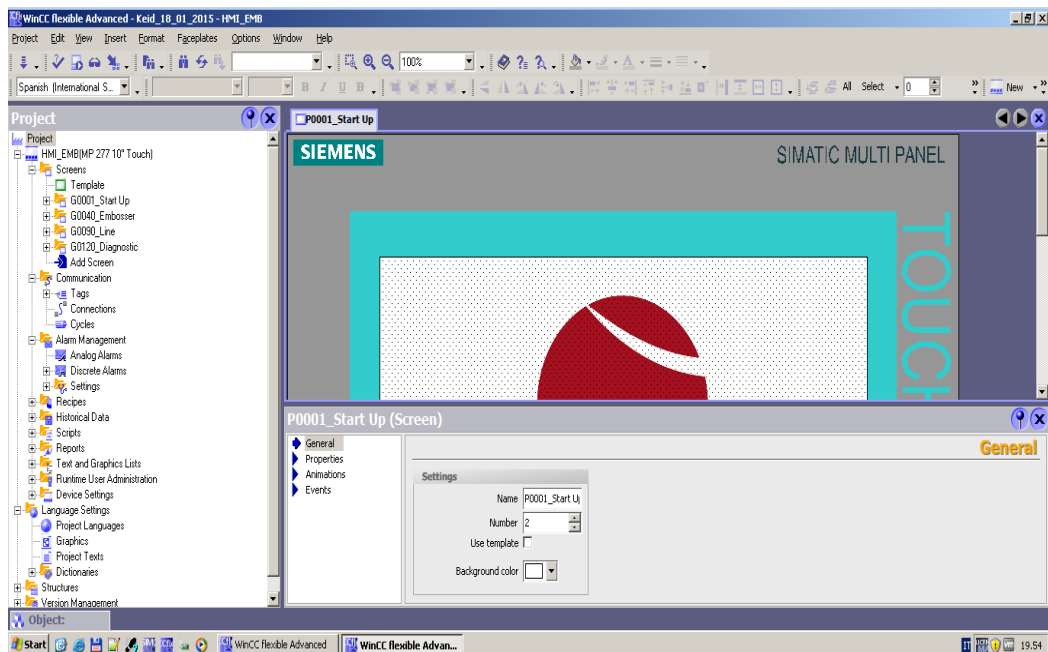 WinCC flexible Advanced - Keid_18_01_2015 - HMI_EMB
Project Edit View Insert Format Faceplates Options Window Help
100%
Spanish (International S... B I U B All Select 0 New
Project
P0001_Start Up
Project
HMI_EMB(MP 277 10" Touch)
Screens
Template
G0001_Start Up
G0040_Embosser
G0090_Line
G0120_Diagnostic
Add Screen
Communication
Tags
Connections
Cycles
Alarm Management
Analog Alarms
Discrete Alarms
Settings
Recipes
Historical Data
Scripts
Reports
Text and Graphics Lists
Runtime User Administration
Device Settings
Language Settings
Project Languages
Graphics
Project Texts
Dictionaries
Structures
Version Management
SIEMENS
SIMATIC MULTI PANEL
TOUCH
P0001_Start Up (Screen)
General
Properties
Animations
Events
General
Settings
Name P0001_Start U
Number 2
Use template
Background color
Object:
Start WinCC flexible Advanced WinCC flexible Advan... IT 19.54